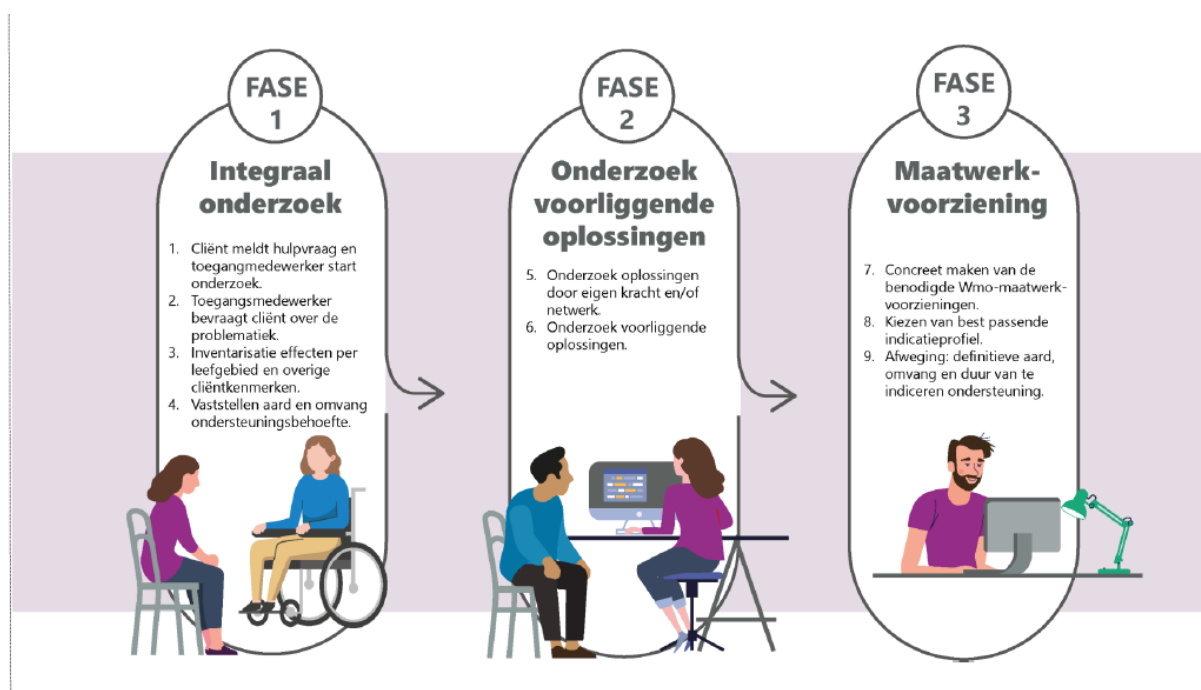 FASE
1
Integraal
onderzoek
1. Cliënt meldt hulpvraag en
toegangmedewerker start
onderzoek.
2. Toegangsmedewerker
bevraagt cliënt over de
problematiek.
3. Inventarisatie effecten per
leefgebied en overige
cliëntkenmerken.
4. Vaststellen aard en omvang
ondersteuningsbehoefte.
FASE
2
Onderzoek
voorliggende
oplossingen
5. Onderzoek oplossingen
door eigen kracht en/of
netwerk.
6. Onderzoek voorliggende
oplossingen.
FASE
3
Maatwerk-
voorziening
7. Concreet maken van de
benodigde Wmo-maatwerk-
voorzieningen.
8. Kiezen van best passende
indicatieprofiel.
9. Afweging: definitieve aard,
omvang en duur van te
indiceren ondersteuning.